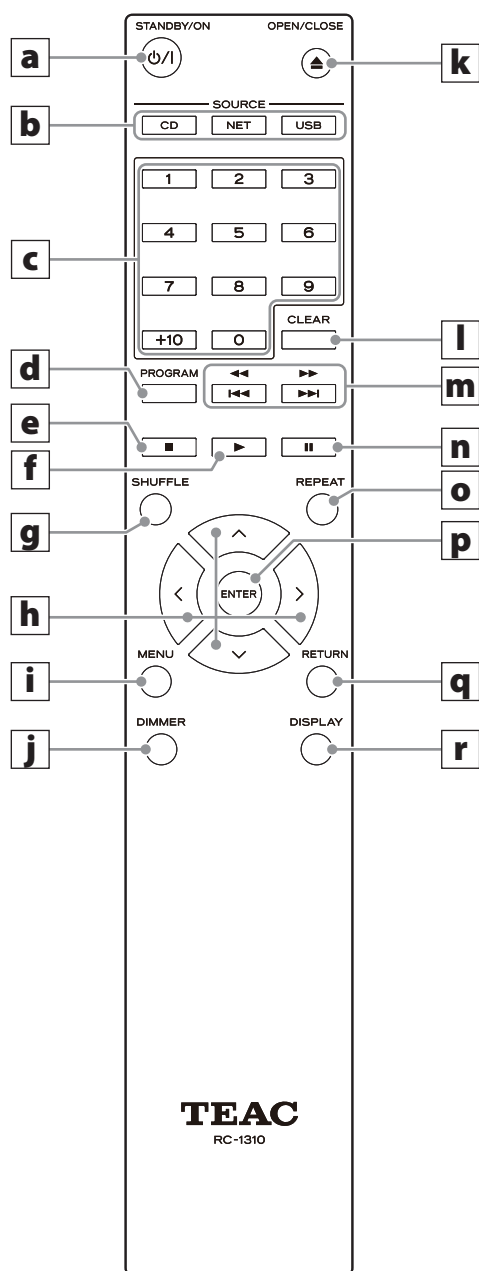 STANDBY/ON OPEN/CLOSE
a ⏻/I k
SOURCE
b CD NET USB
1 2 3
4 5 6
c
7 8 9
CLEAR
+10 0 l
d PROGRAM m
e n
f
SHUFFLE REPEAT o
g p
ENTER
h
MENU RETURN
i q
DIMMER DISPLAY
j r
TEAC
RC-1310